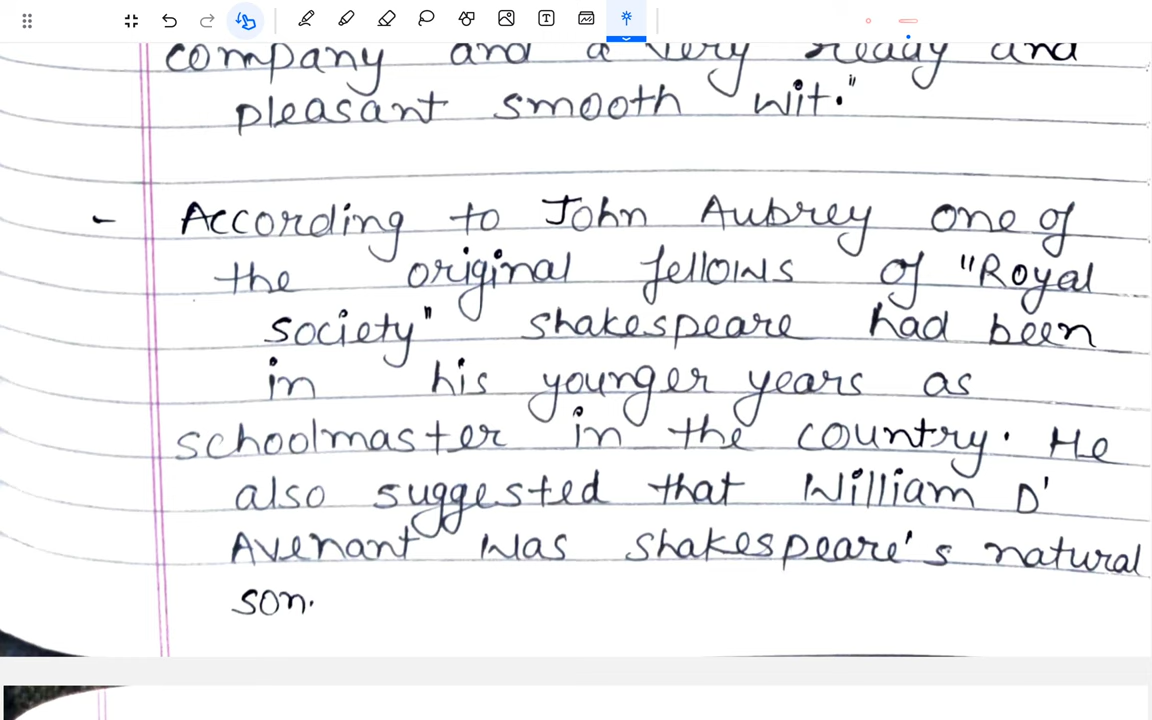 company and a very ready and
pleasant smooth wit."
- According to John Aubrey one of
the original fellows of "Royal
society" shakespeare had been
in his younger years as
schoolmaster in the country. He
also suggested that William D'
Avenant was shakespeare's natural
son.